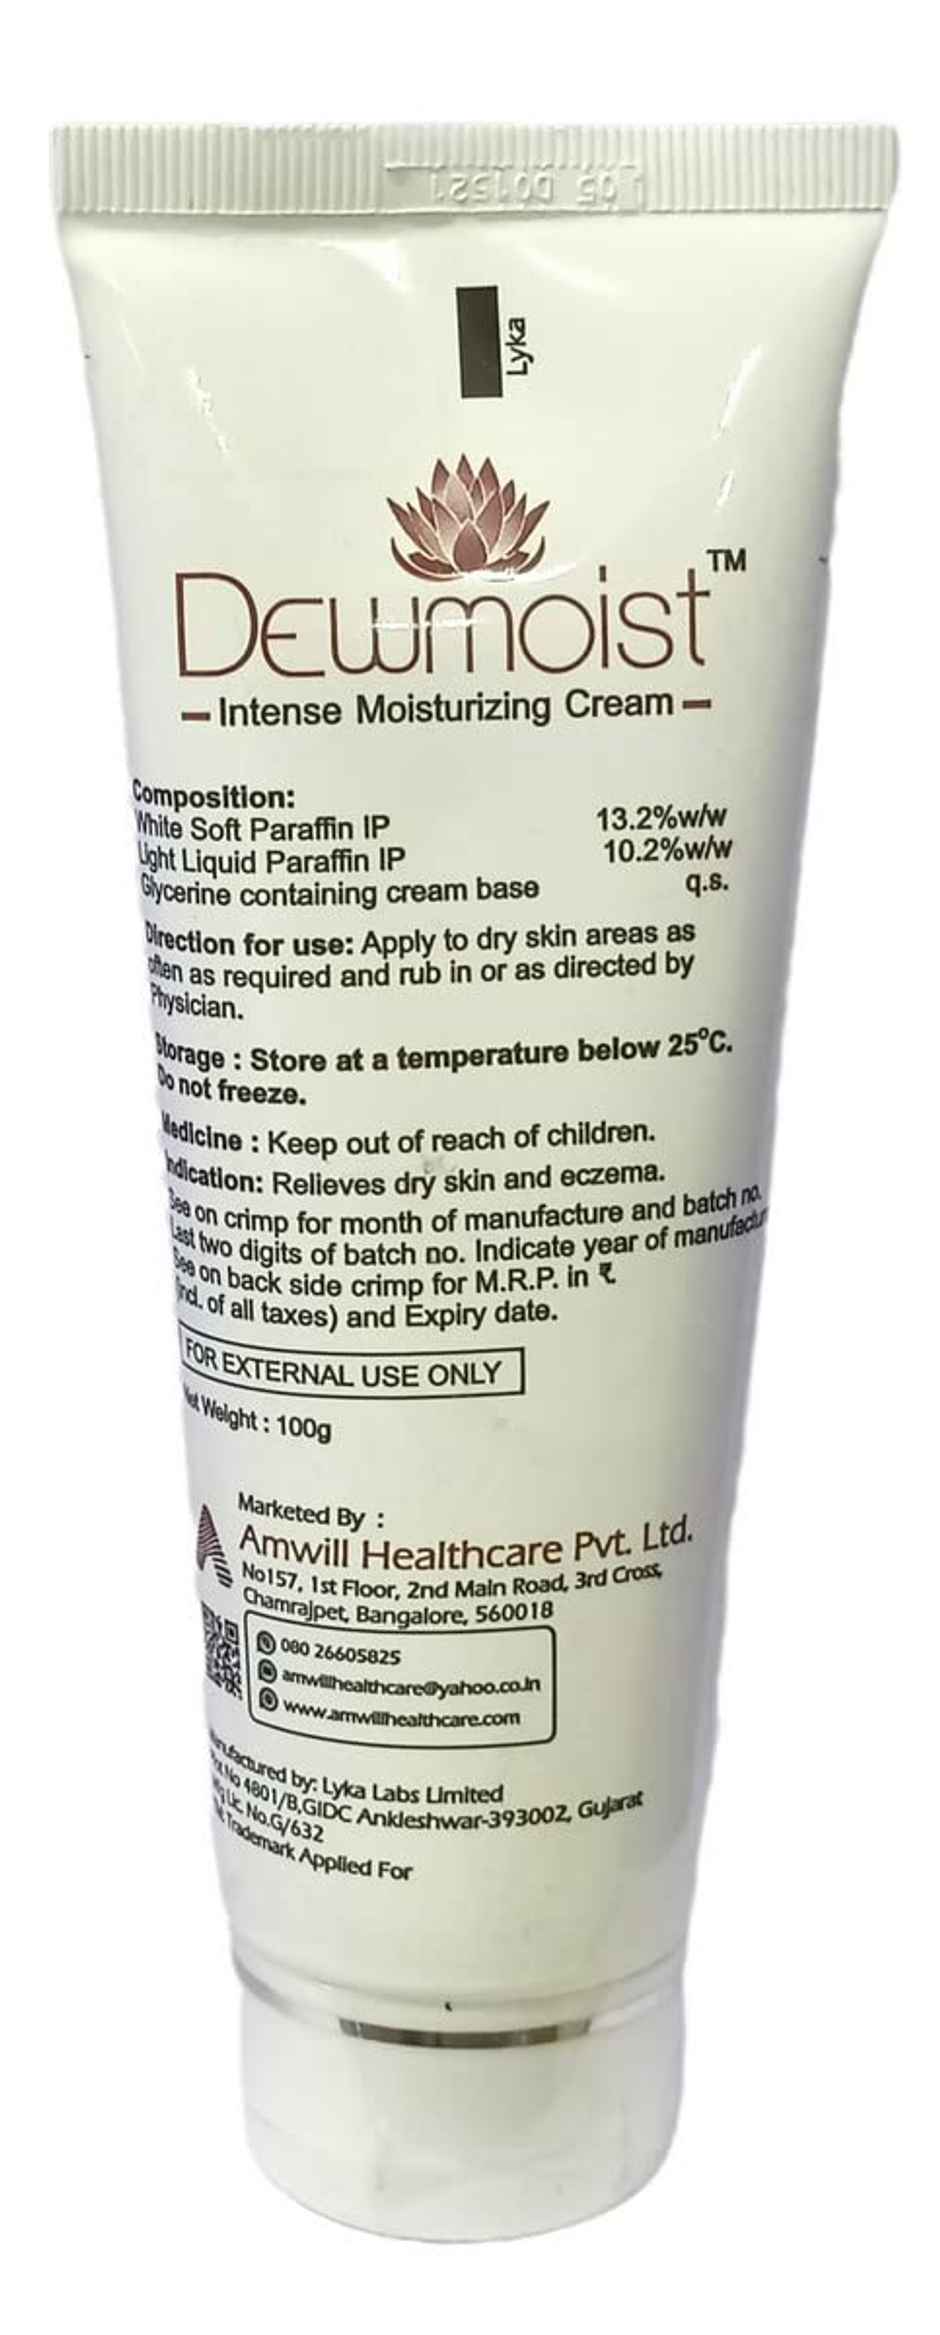 05 D01521
Lyka
Dewmoist™
Intense Moisturizing Cream
Composition:
White Soft Paraffin IP 13.2%w/w
Light Liquid Paraffin IP 10.2%w/w
Glycerine containing cream base q.s.
Direction for use: Apply to dry skin areas as
often as required and rub in or as directed by
Physician.
Storage : Store at a temperature below 25°C.
Do not freeze.
Medicine : Keep out of reach of children.
Indication: Relieves dry skin and eczema.
See on crimp for month of manufacture and batch no.
Last two digits of batch no. Indicate year of manufactur
See on back side crimp for M.R.P. in ₹
(incl. of all taxes) and Expiry date.
FOR EXTERNAL USE ONLY
Net Weight : 100g
Marketed By :
Amwill Healthcare Pvt. Ltd.
No157, 1st Floor, 2nd Main Road, 3rd Cross,
Chamrajpet, Bangalore, 560018
080 26605825
amwillhealthcare@yahoo.co.in
www.amwillhealthcare.com
Manufactured by: Lyka Labs Limited
Plot No 4801/B,GIDC Ankleshwar-393002, Gujarat
Mfg Lic. No.G/632
Trademark Applied For